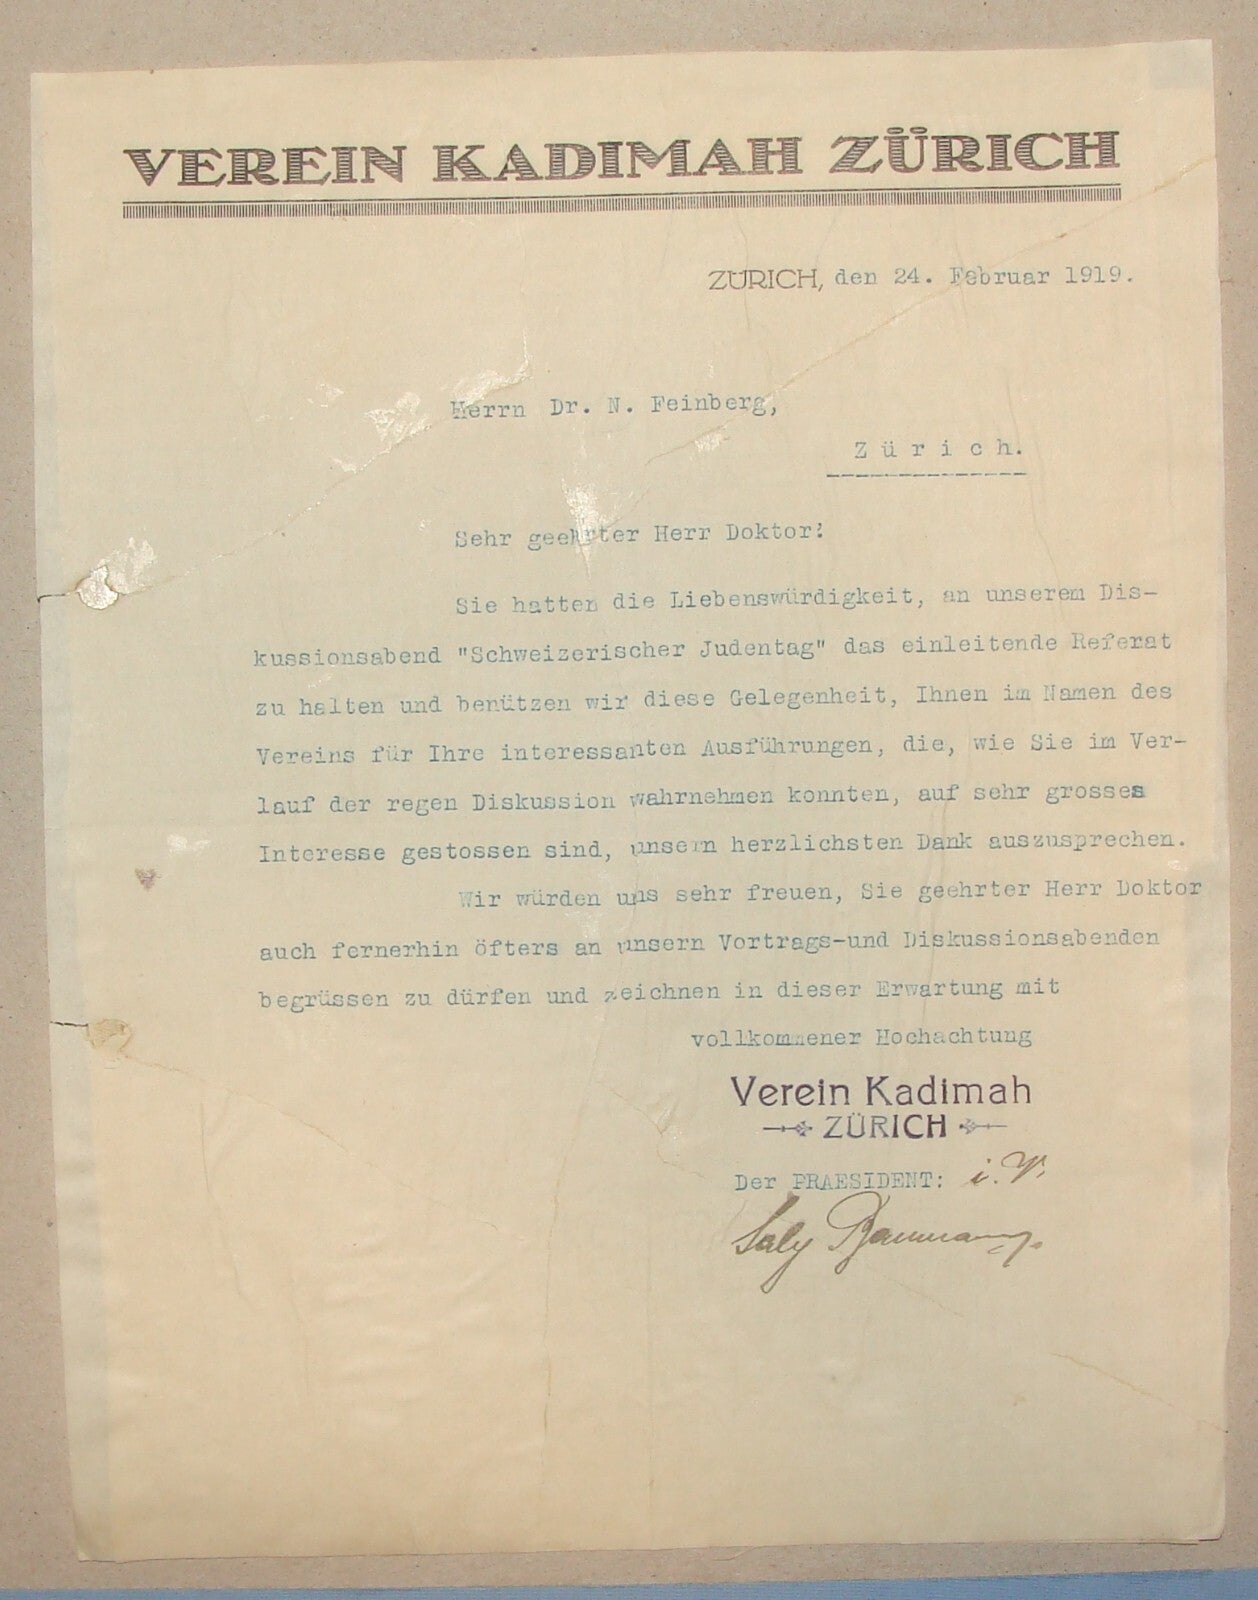 VEREIN KADIMAH ZÜRICH
ZÜRICH, den 24. Februar 1919.
Herrn Dr. N. Feinberg,
Zürich.
Sehr geehrter Herr Doktor!
Sie hatten die Liebenswürdigkeit, an unserem Dis-
kussionsabend "Schweizerischer Judentag" das einleitende Referat
zu halten und benützen wir diese Gelegenheit, Ihnen im Namen des
Vereins für Ihre interessanten Ausführungen, die, wie Sie im Ver-
lauf der regen Diskussion wahrnehmen konnten, auf sehr grosses
Interesse gestossen sind, unsern herzlichsten Dank auszusprechen.
Wir würden uns sehr freuen, Sie geehrter Herr Doktor
auch fernerhin öfters an unsern Vortrags-und Diskussionsabenden
begrüssen zu dürfen und zeichnen in dieser Erwartung mit
vollkommener Hochachtung
Verein Kadimah
ZÜRICH
Der PRAESIDENT: i. V.
Saly